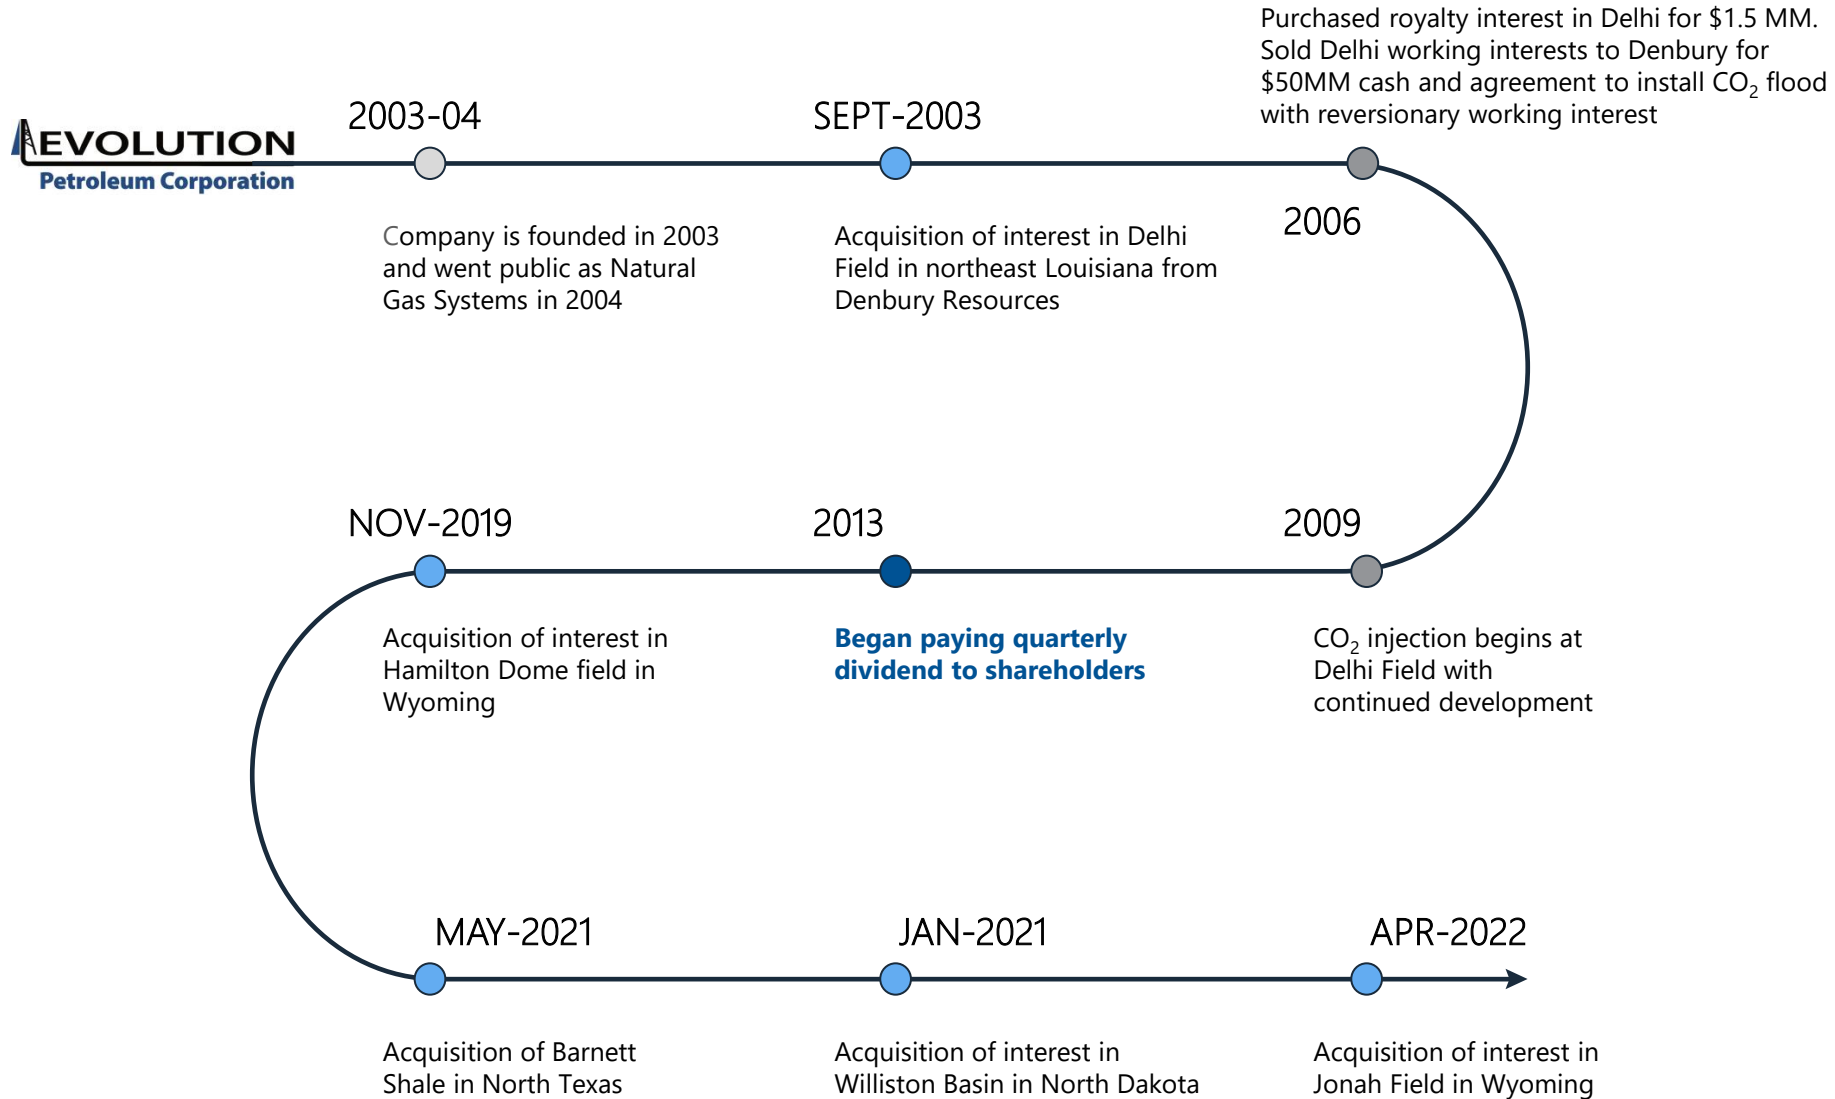 EVOLUTION
Petroleum Corporation
2003-04
Company is founded in 2003
and went public as Natural
Gas Systems in 2004
SEPT-2003
Acquisition of interest in Delhi
Field in northeast Louisiana from
Denbury Resources
Purchased royalty interest in Delhi for $1.5 MM.
Sold Delhi working interests to Denbury for
$50MM cash and agreement to install CO₂ flood
with reversionary working interest
2006
2009
CO₂ injection begins at
Delhi Field with
continued development
2013
Began paying quarterly
dividend to shareholders
NOV-2019
Acquisition of interest in
Hamilton Dome field in
Wyoming
MAY-2021
Acquisition of Barnett
Shale in North Texas
JAN-2021
Acquisition of interest in
Williston Basin in North Dakota
APR-2022
Acquisition of interest in
Jonah Field in Wyoming